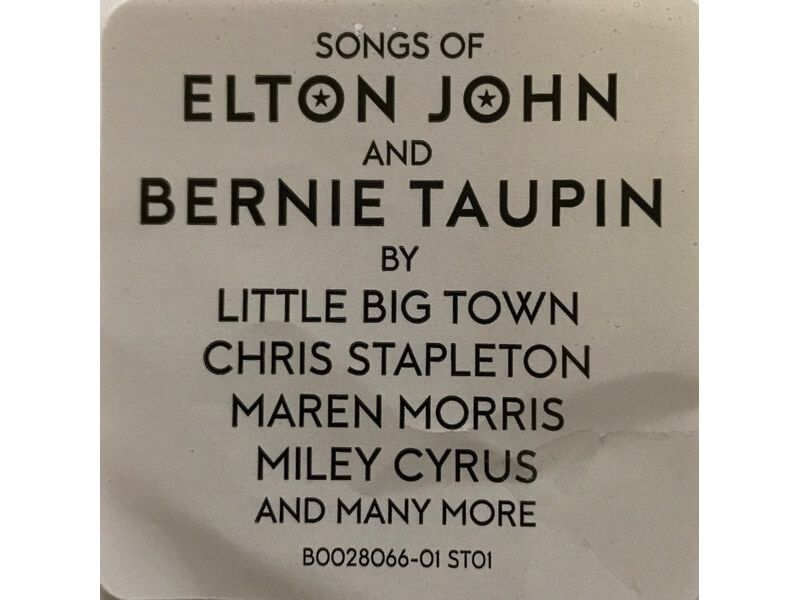 SONGS OF
ELTON JOHN
AND
BERNIE TAUPIN
BY
LITTLE BIG TOWN
CHRIS STAPLETON
MAREN MORRIS
MILEY CYRUS
AND MANY MORE
B0028066-01 ST01